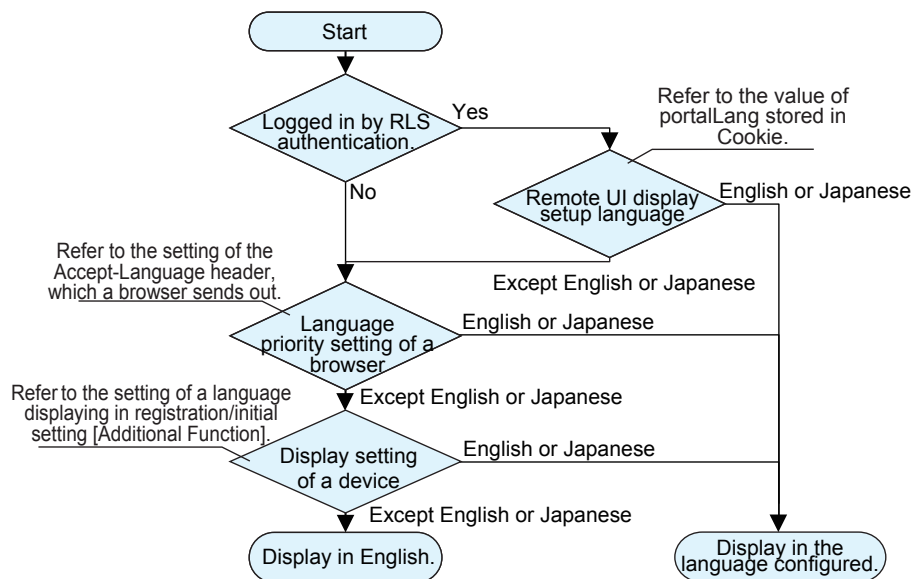 Start
Logged in by RLS
authentication.
Yes
No
Refer to the value of
portalLang stored in
Cookie.
Remote UI display
setup language
English or Japanese
Except English or Japanese
Refer to the setting of the
Accept-Language header,
which a browser sends out.
Language
priority setting of a
browser
English or Japanese
Except English or Japanese
Refer to the setting of a language
displaying in registration/initial
setting [Additional Function].
Display setting
of a device
English or Japanese
Except English or Japanese
Display in English.
Display in the
language configured.